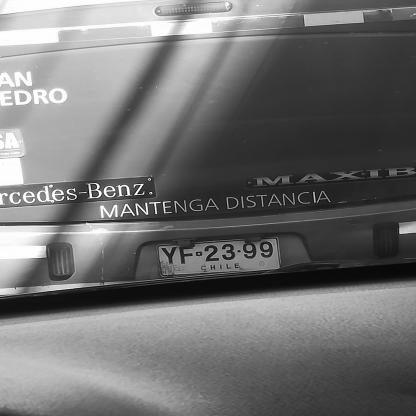 AN
EDRO
SA
rcedes-Benz
MAXIB
MANTENGA DISTANCIA
YF-23·99
CHILE